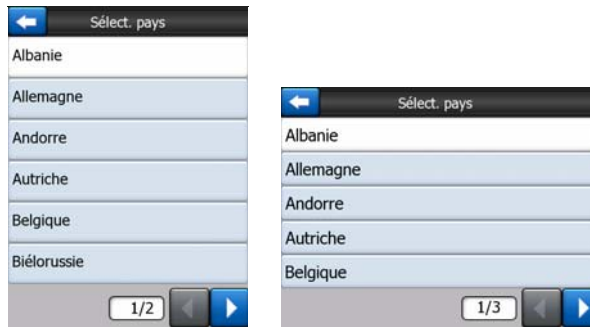 Sélect. pays
Albanie
Allemagne
Andorre
Autriche
Belgique
Biélorussie
1/2
Sélect. pays
Albanie
Allemagne
Andorre
Autriche
Belgique
1/3